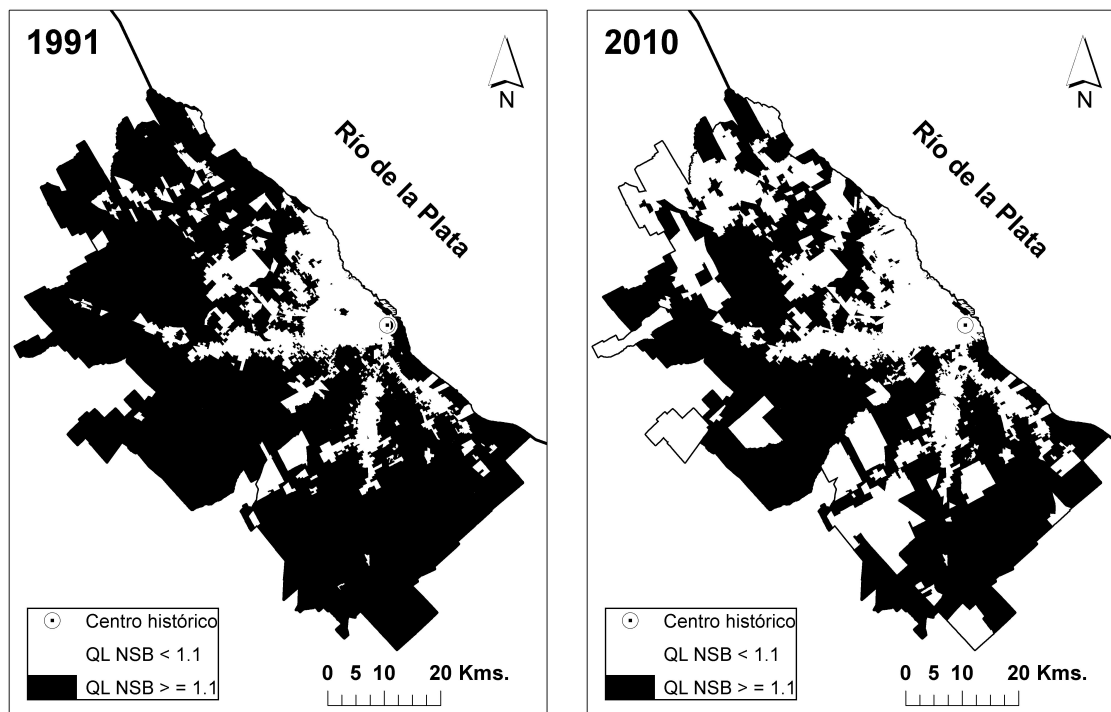 1991
N
Río de la Plata
Centro histórico
QL NSB < 1.1
QL NSB > = 1.1
0 5 10 20 Kms.
2010
N
Río de la Plata
Centro histórico
QL NSB < 1.1
QL NSB > = 1.1
0 5 10 20 Kms.